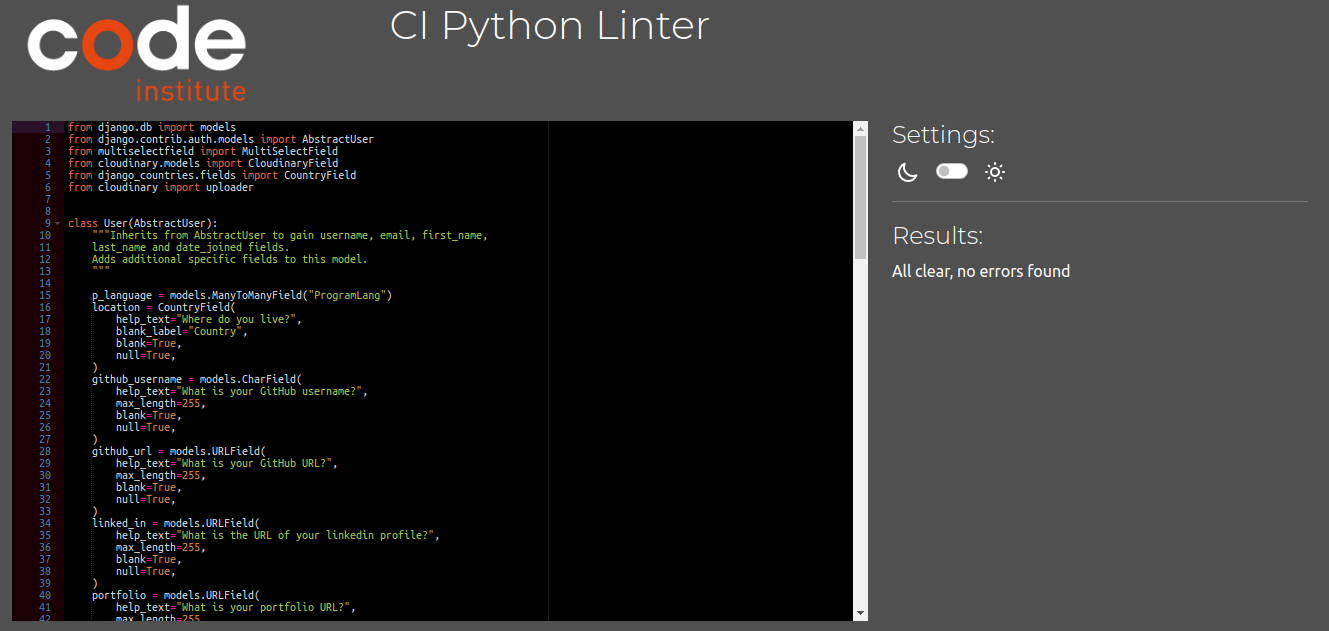 code
institute
CI Python Linter
1 from django.db import models
2 from django.contrib.auth.models import AbstractUser
3 from multiselectfield import MultiSelectField
4 from cloudinary.models import CloudinaryField
5 from django_countries.fields import CountryField
6 from cloudinary import uploader
7
8
9 class User(AbstractUser):
10     """Inherits from AbstractUser to gain username, email, first_name,
11     last_name and date_joined fields.
12     Adds additional specific fields to this model.
13     """
14
15     p_language = models.ManyToManyField("ProgramLang")
16     location = CountryField(
17         help_text="Where do you live?",
18         blank_label="Country",
19         blank=True,
20         null=True,
21     )
22     github_username = models.CharField(
23         help_text="What is your GitHub username?",
24         max_length=255,
25         blank=True,
26         null=True,
27     )
28     github_url = models.URLField(
29         help_text="What is your GitHub URL?",
30         max_length=255,
31         blank=True,
32         null=True,
33     )
34     linked_in = models.URLField(
35         help_text="What is the URL of your linkedin profile?",
36         max_length=255,
37         blank=True,
38         null=True,
39     )
40     portfolio = models.URLField(
41         help_text="What is your portfolio URL?",
42         max_length=255
Settings:
Results:
All clear, no errors found